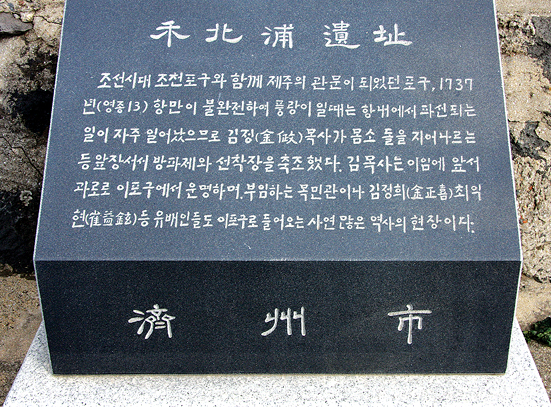 禾北浦遺址
조선시대 조천포구와 함께 제주의 관문이 되었던 포구, 1737
년(영종13) 항만이 불완전하여 풍랑이 일때는 항내에서 파선되는
일이 자주 일어났으므로 김정(金㑏)목사가 몸소 돌을 지어나르는
등앞장서서 방파제와 선착장을 축조했다. 김목사는 이임에 앞서
과로로 이포구에서 운명하며. 부임하는 목민관이나 김정희(金正喜)최익
현(崔益鉉)등 유배인들도 이포구로 들어오는 사연 많은 역사의 현장이다.
濟州市